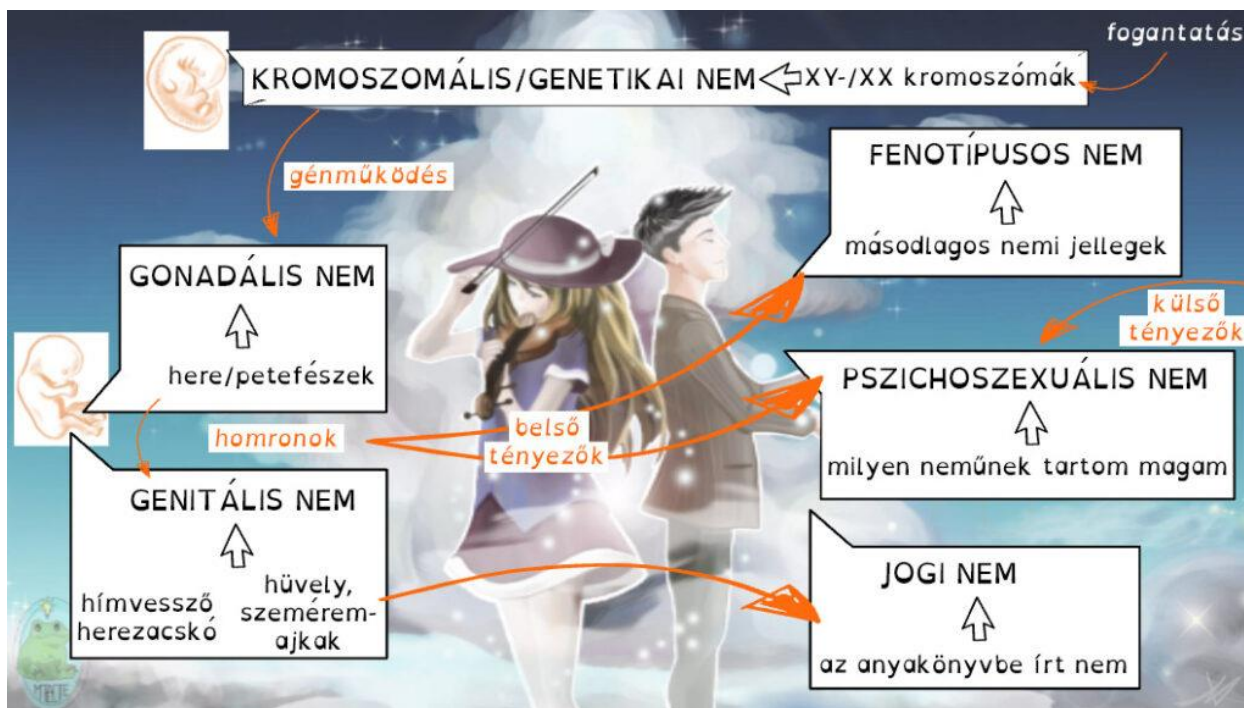 fogantatás
KROMOSZOMÁLIS/GENETIKAI NEM XY-/XX kromoszómák
génműködés
GONADÁLIS NEM
here/petefészek
homronok
GENITÁLIS NEM
hímvessző
herezacskó
hüvely,
szemérem-
ajkak
belső
tényezők
FENOTÍPUSOS NEM
másodlagos nemi jellegek
külső
tényezők
PSZICHOSZEXUÁLIS NEM
milyen neműnek tartom magam
JOGI NEM
az anyakönyvbe írt nem